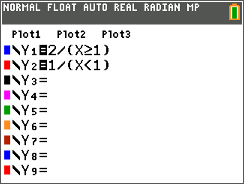 NORMAL FLOAT AUTO REAL RADIAN MP
Plot1 Plot2 Plot3
\Y₁=2/(X≥1)
\Y₂=1/(X<1)
\Y₃=
\Y₄=
\Y₅=
\Y₆=
\Y₇=
\Y₈=
\Y₉=